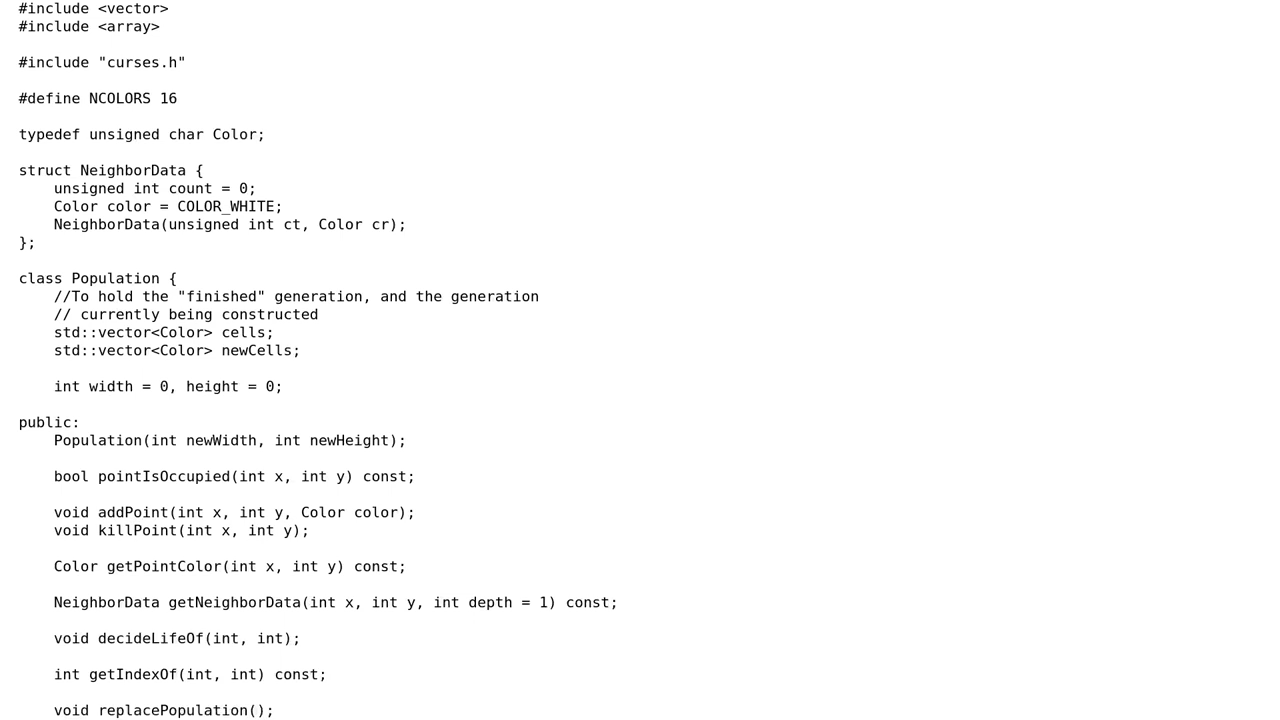 #include <vector>
#include <array>
#include "curses.h"
#define NCOLORS 16
typedef unsigned char Color;
struct NeighborData {
    unsigned int count = 0;
    Color color = COLOR_WHITE;
    NeighborData(unsigned int ct, Color cr);
};
class Population {
    //To hold the "finished" generation, and the generation
    // currently being constructed
    std::vector<Color> cells;
    std::vector<Color> newCells;
    int width = 0, height = 0;
public:
    Population(int newWidth, int newHeight);
    bool pointIsOccupied(int x, int y) const;
    void addPoint(int x, int y, Color color);
    void killPoint(int x, int y);
    Color getPointColor(int x, int y) const;
    NeighborData getNeighborData(int x, int y, int depth = 1) const;
    void decideLifeOf(int, int);
    int getIndexOf(int, int) const;
    void replacePopulation();